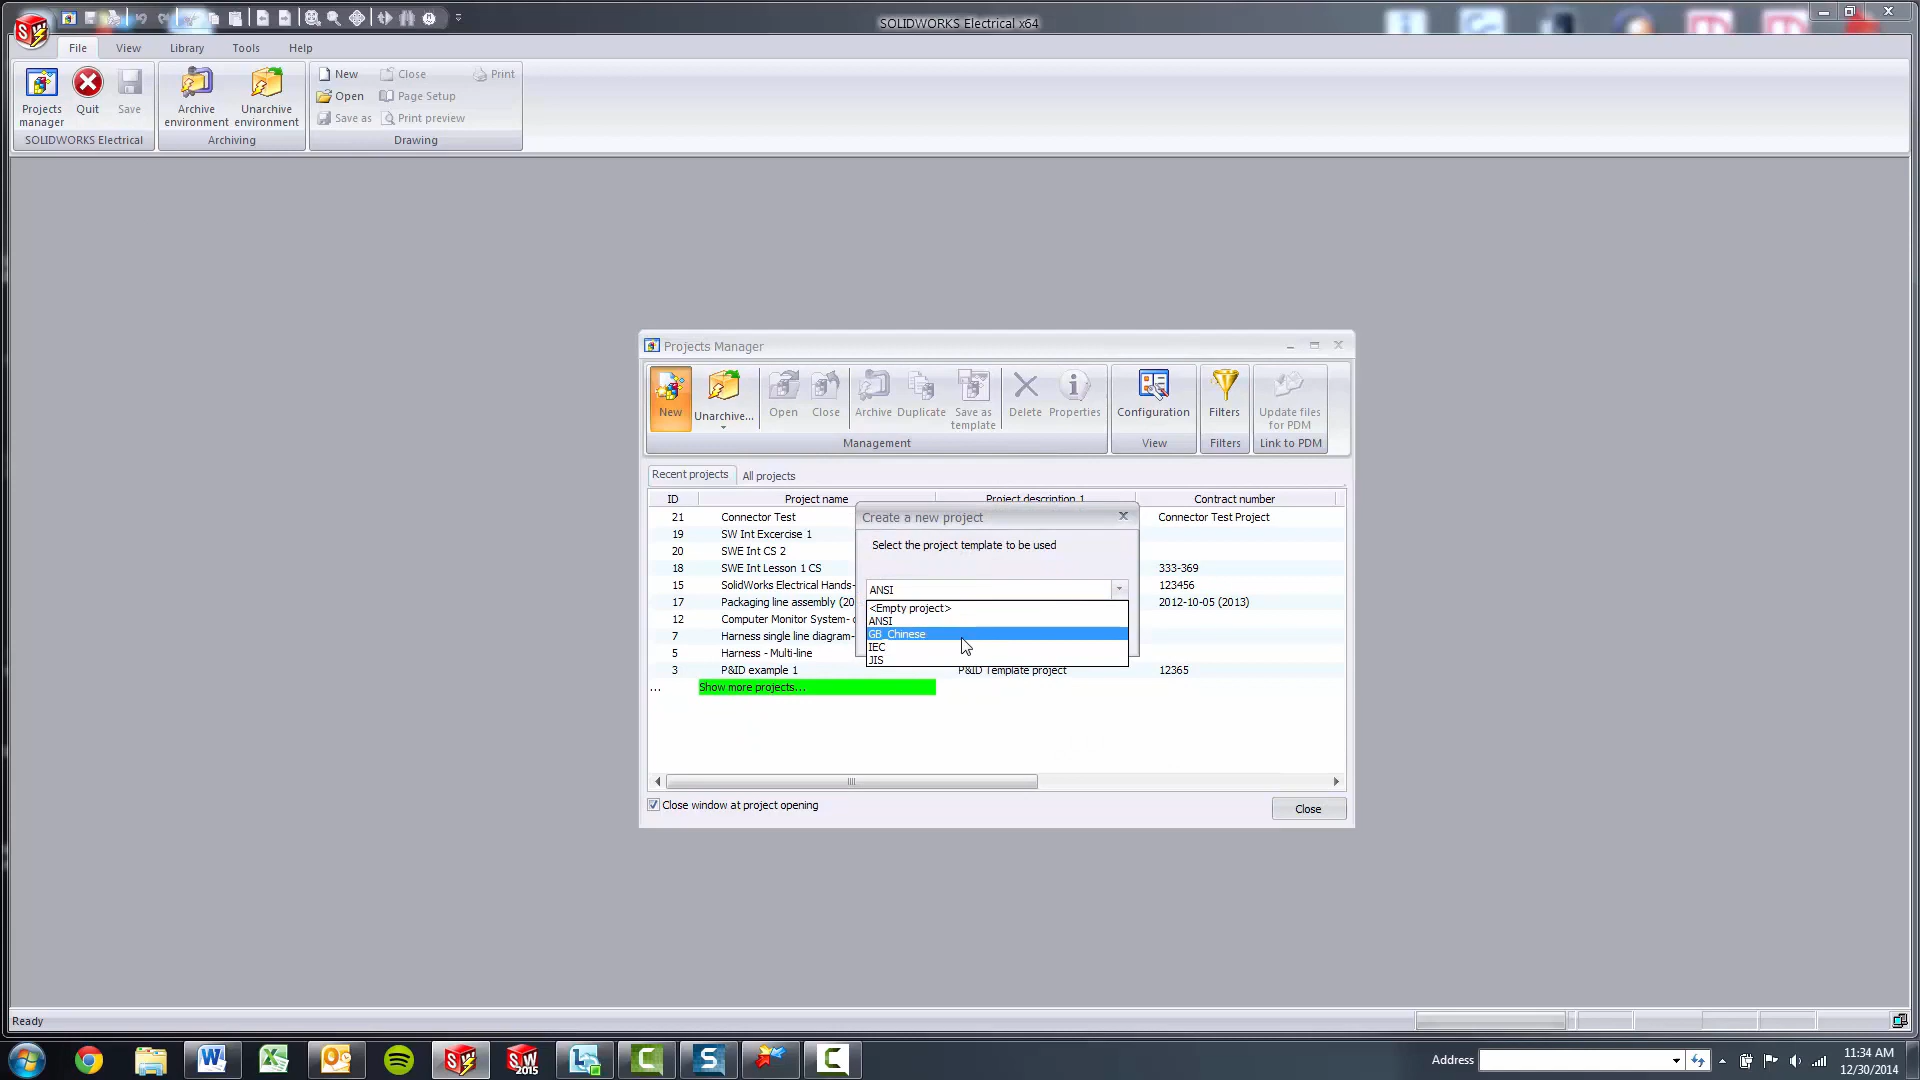 SOLIDWORKS Electrical x64
File View Library Tools Help
Projects manager
Quit
Save
SOLIDWORKS Electrical
Archive environment
Unarchive environment
Archiving
New Close Print
Open Page Setup
Save as Print preview
Drawing
Projects Manager
New
Unarchive...
Open
Close
Archive
Duplicate
Save as template
Delete
Properties
Management
Configuration
View
Filters
Filters
Update files for PDM
Link to PDM
Recent projects All projects
ID Project name Project description 1 Contract number
21 Connector Test Connector Test Project
19 SW Int Excercise 1
20 SWE Int CS 2
18 SWE Int Lesson 1 CS 333-369
15 SolidWorks Electrical Hands- 123456
17 Packaging line assembly (20 2012-10-05 (2013)
12 Computer Monitor System-
7 Harness single line diagram-
5 Harness - Multi-line
3 P&ID example 1 P&ID Template project 12365
... Show more projects...
Create a new project
Select the project template to be used
ANSI
<Empty project>
ANSI
GB_Chinese
IEC
JIS
Close window at project opening
Close
Ready
2015
Address
11:34 AM
12/30/2014